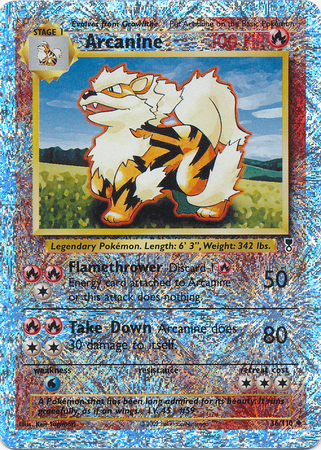 Evolves from Growlithe Put Arcanine on the Basic Pokémon
STAGE 1
Arcanine 100 HP
Legendary Pokémon. Length: 6' 3", Weight: 342 lbs.
Flamethrower Discard 1
Energy card attached to Arcanine
or this attack does nothing.
50
Take Down Arcanine does
30 damage to itself.
80
weakness resistance retreat cost
A Pokémon that has been long admired for its beauty. It runs
gracefully, as if on wings. LV. 45 #59
Illus. Ken Sugimori
36/110